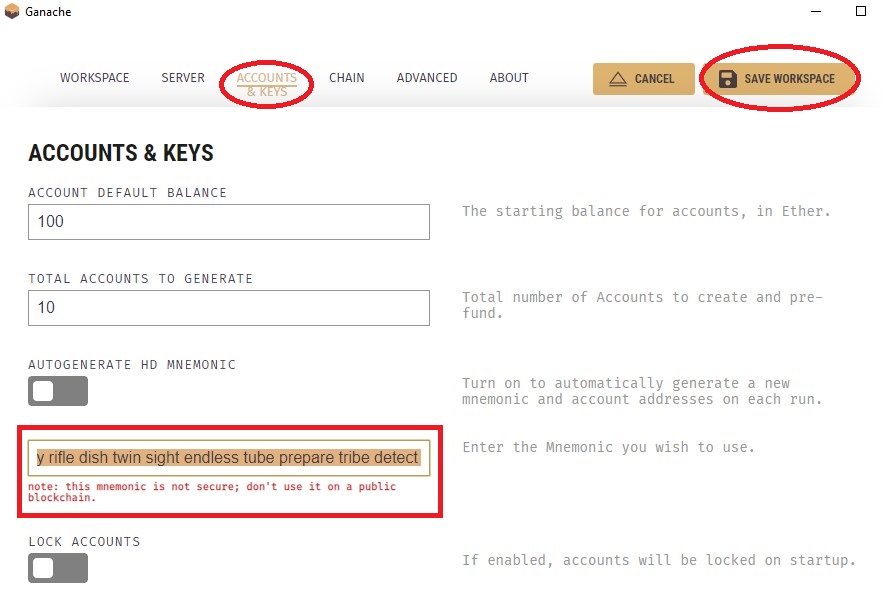 Ganache
WORKSPACE SERVER ACCOUNTS & KEYS CHAIN ADVANCED ABOUT CANCEL SAVE WORKSPACE
ACCOUNTS & KEYS
ACCOUNT DEFAULT BALANCE
100
The starting balance for accounts, in Ether.
TOTAL ACCOUNTS TO GENERATE
10
Total number of Accounts to create and pre-
fund.
AUTOGENERATE HD MNEMONIC
Turn on to automatically generate a new
mnemonic and account addresses on each run.
y rifle dish twin sight endless tube prepare tribe detect
Enter the Mnemonic you wish to use.
note: this mnemonic is not secure; don't use it on a public
blockchain.
LOCK ACCOUNTS
If enabled, accounts will be locked on startup.